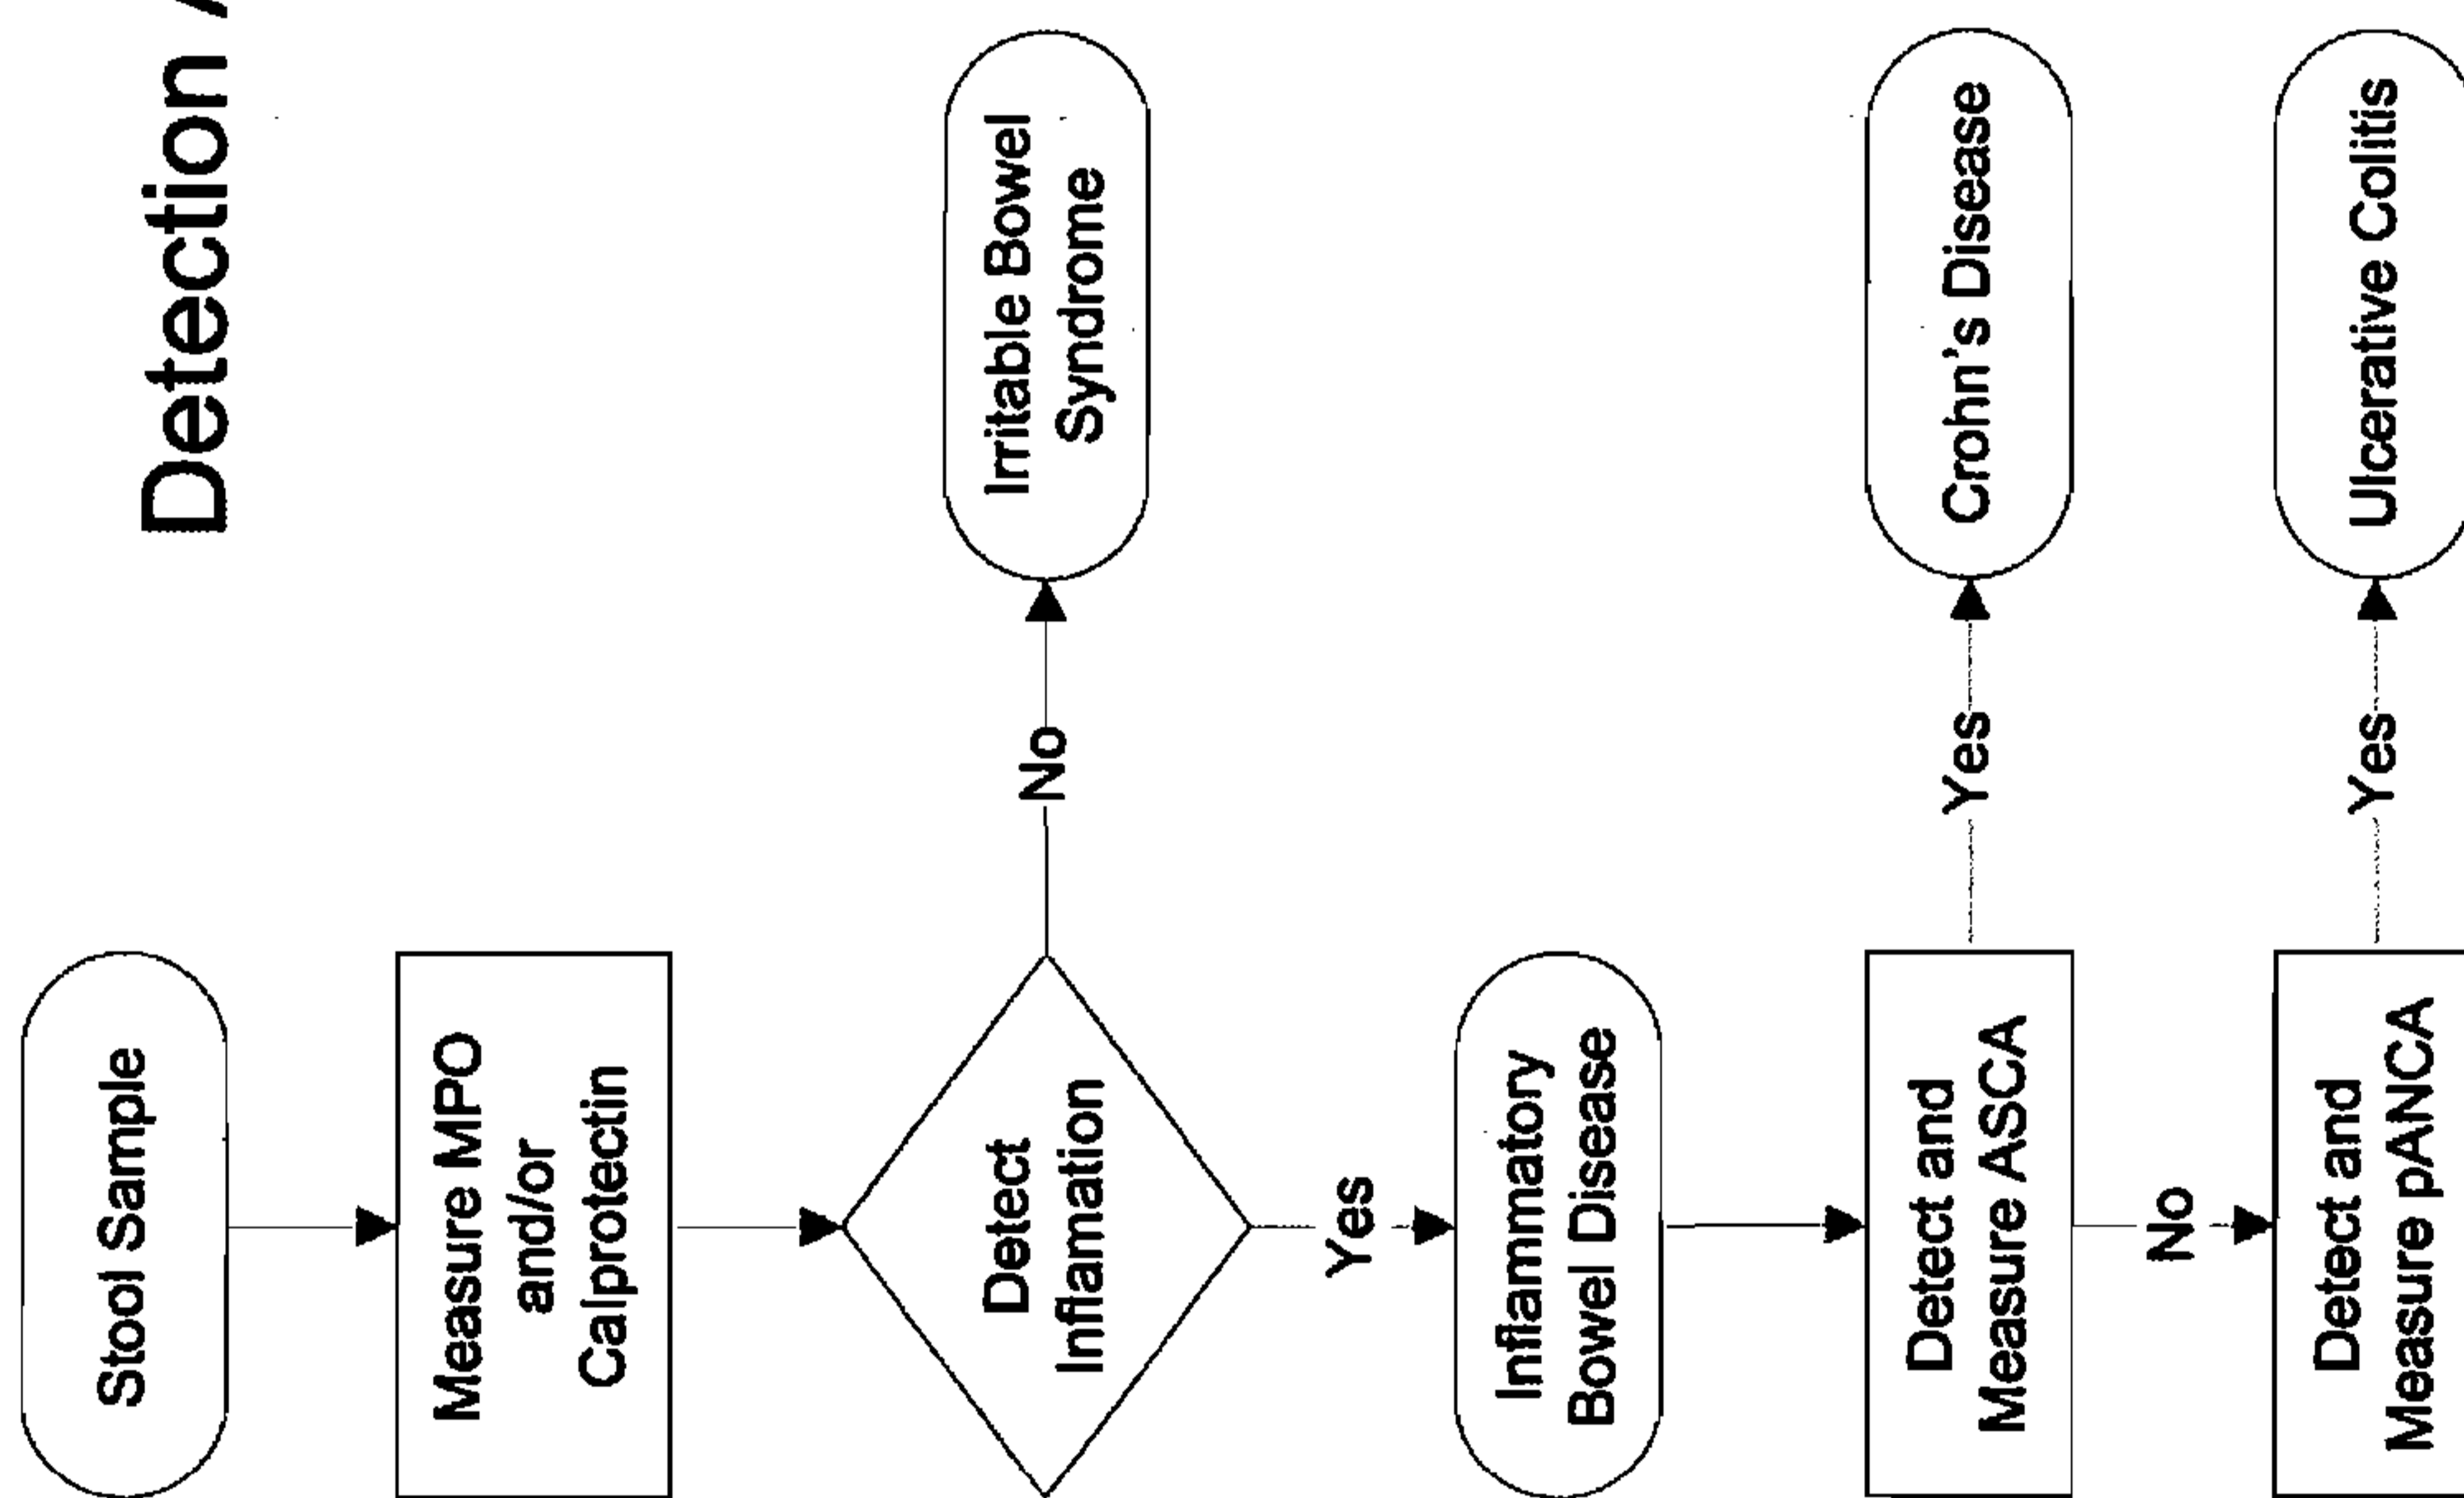 Detection
Stool Sample
Measure MPO
and/or
Calprotectin
Detect
Inflamation
No
Irritable Bowel
Syndrome
Yes
Inflammatory
Bowel Disease
Detect and
Measure ASCA
Yes
Crohn's Disease
No
Detect and
Measure pANCA
Yes
Ulcerative Colitis